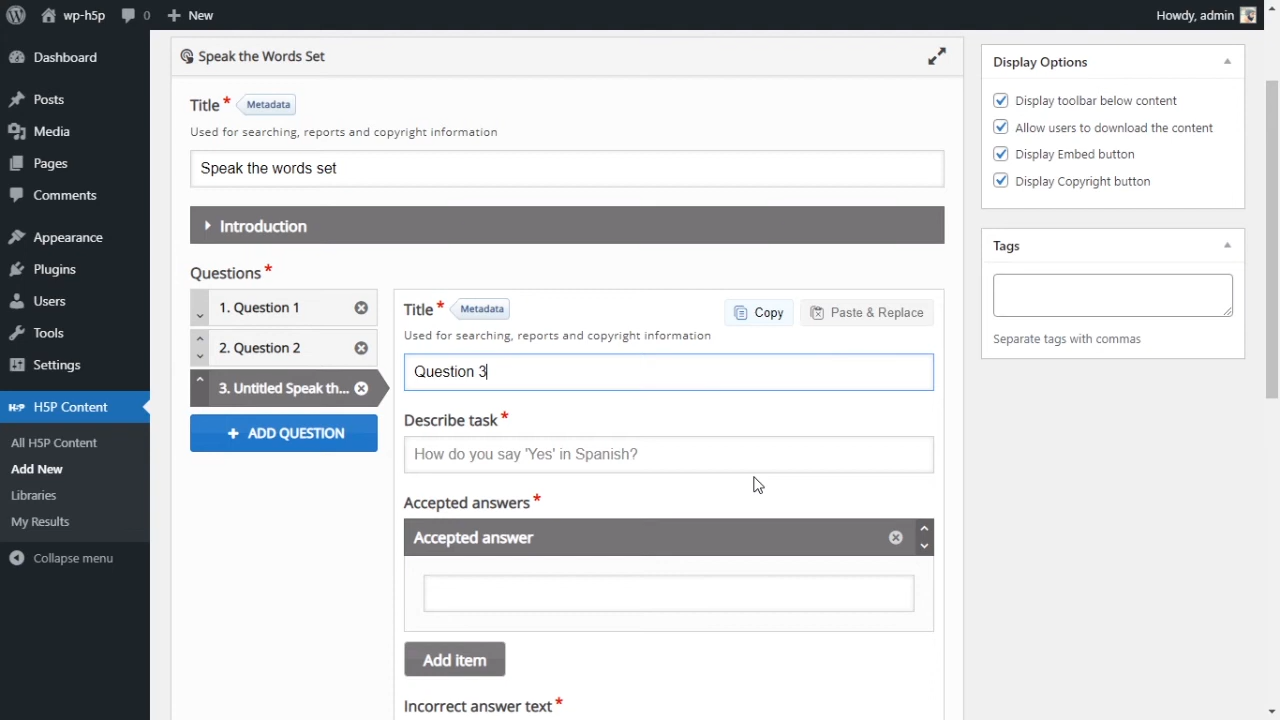 wp-h5p
0
New
Howdy, admin
Dashboard
Posts
Media
Pages
Comments
Appearance
Plugins
Users
Tools
Settings
H5P H5P Content
All H5P Content
Add New
Libraries
My Results
Collapse menu
Speak the Words Set
Title*
Metadata
Used for searching, reports and copyright information
Speak the words set
Introduction
Questions*
1. Question 1
2. Question 2
3. Untitled Speak th...
+ ADD QUESTION
Title*
Metadata
Copy
Paste & Replace
Used for searching, reports and copyright information
Question 3
Describe task*
How do you say 'Yes' in Spanish?
Accepted answers*
Accepted answer
Add item
Incorrect answer text*
Display Options
Display toolbar below content
Allow users to download the content
Display Embed button
Display Copyright button
Tags
Separate tags with commas